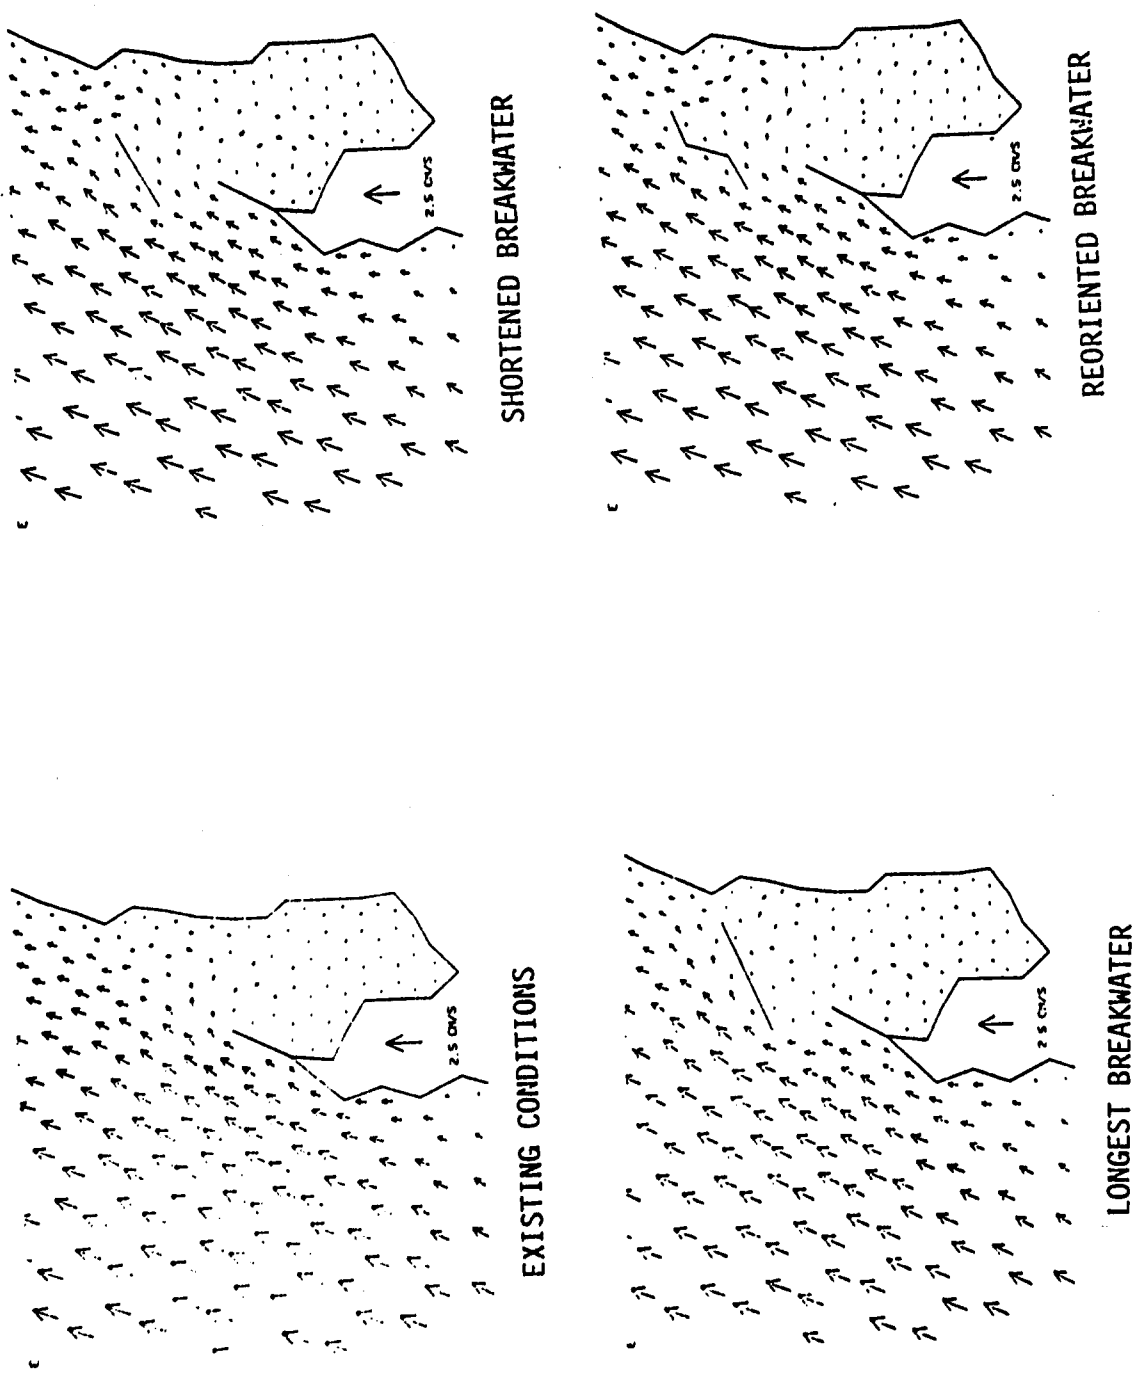 2.5 CM/S
EXISTING CONDITIONS
2.5 CM/S
SHORTENED BREAKWATER
2.5 CM/S
LONGEST BREAKWATER
2.5 CM/S
REORIENTED BREAKWATER